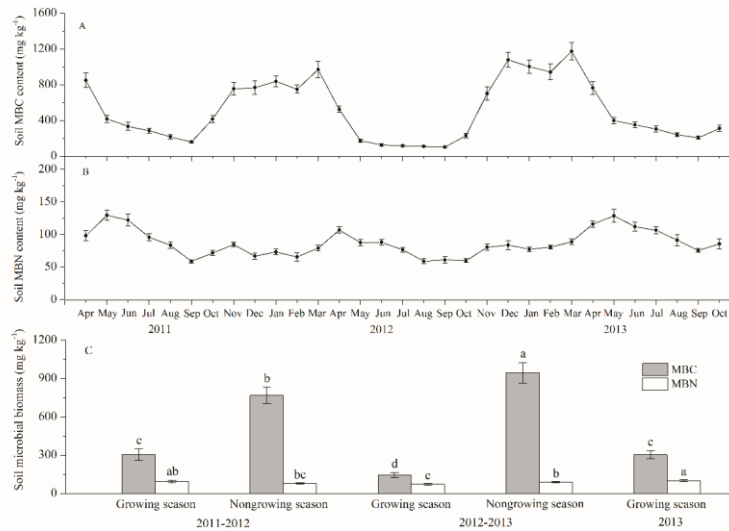 A
Soil MBC content (mg kg⁻¹)
1600
1200
800
400
0
B
Soil MBN content (mg kg⁻¹)
150
125
100
75
50
0
Apr May Jun Jul Aug Sep Oct Nov Dec Jan Feb Mar Apr May Jun Jul Aug Sep Oct Nov Dec Jan Feb Mar Apr May Jun Jul Aug Sep Oct
2011 2012 2013
C
Soil microbial biomass (mg kg⁻¹)
1200
900
600
300
0
MBC
MBN
c ab b bc d c a b c a
Growing season Nongrowing season Growing season Nongrowing season Growing season
2011-2012 2012-2013 2013